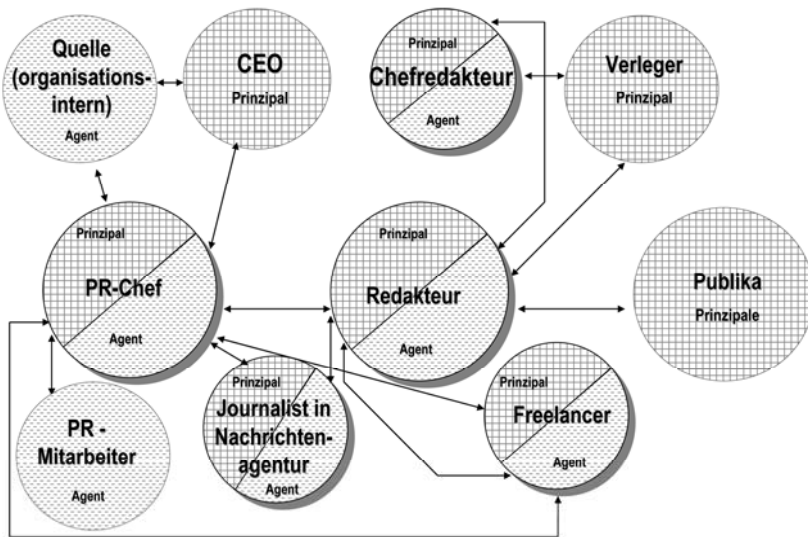 Quelle
(organisations-
intern)
Agent
CEO
Prinzipal
Prinzipal
Chefredakteur
Agent
Verleger
Prinzipal
Prinzipal
PR-Chef
Agent
Prinzipal
Redakteur
Agent
Publika
Prinzipale
PR -
Mitarbeiter
Agent
Prinzipal
Journalist in
Nachrichten-
agentur
Agent
Prinzipal
Freelancer
Agent